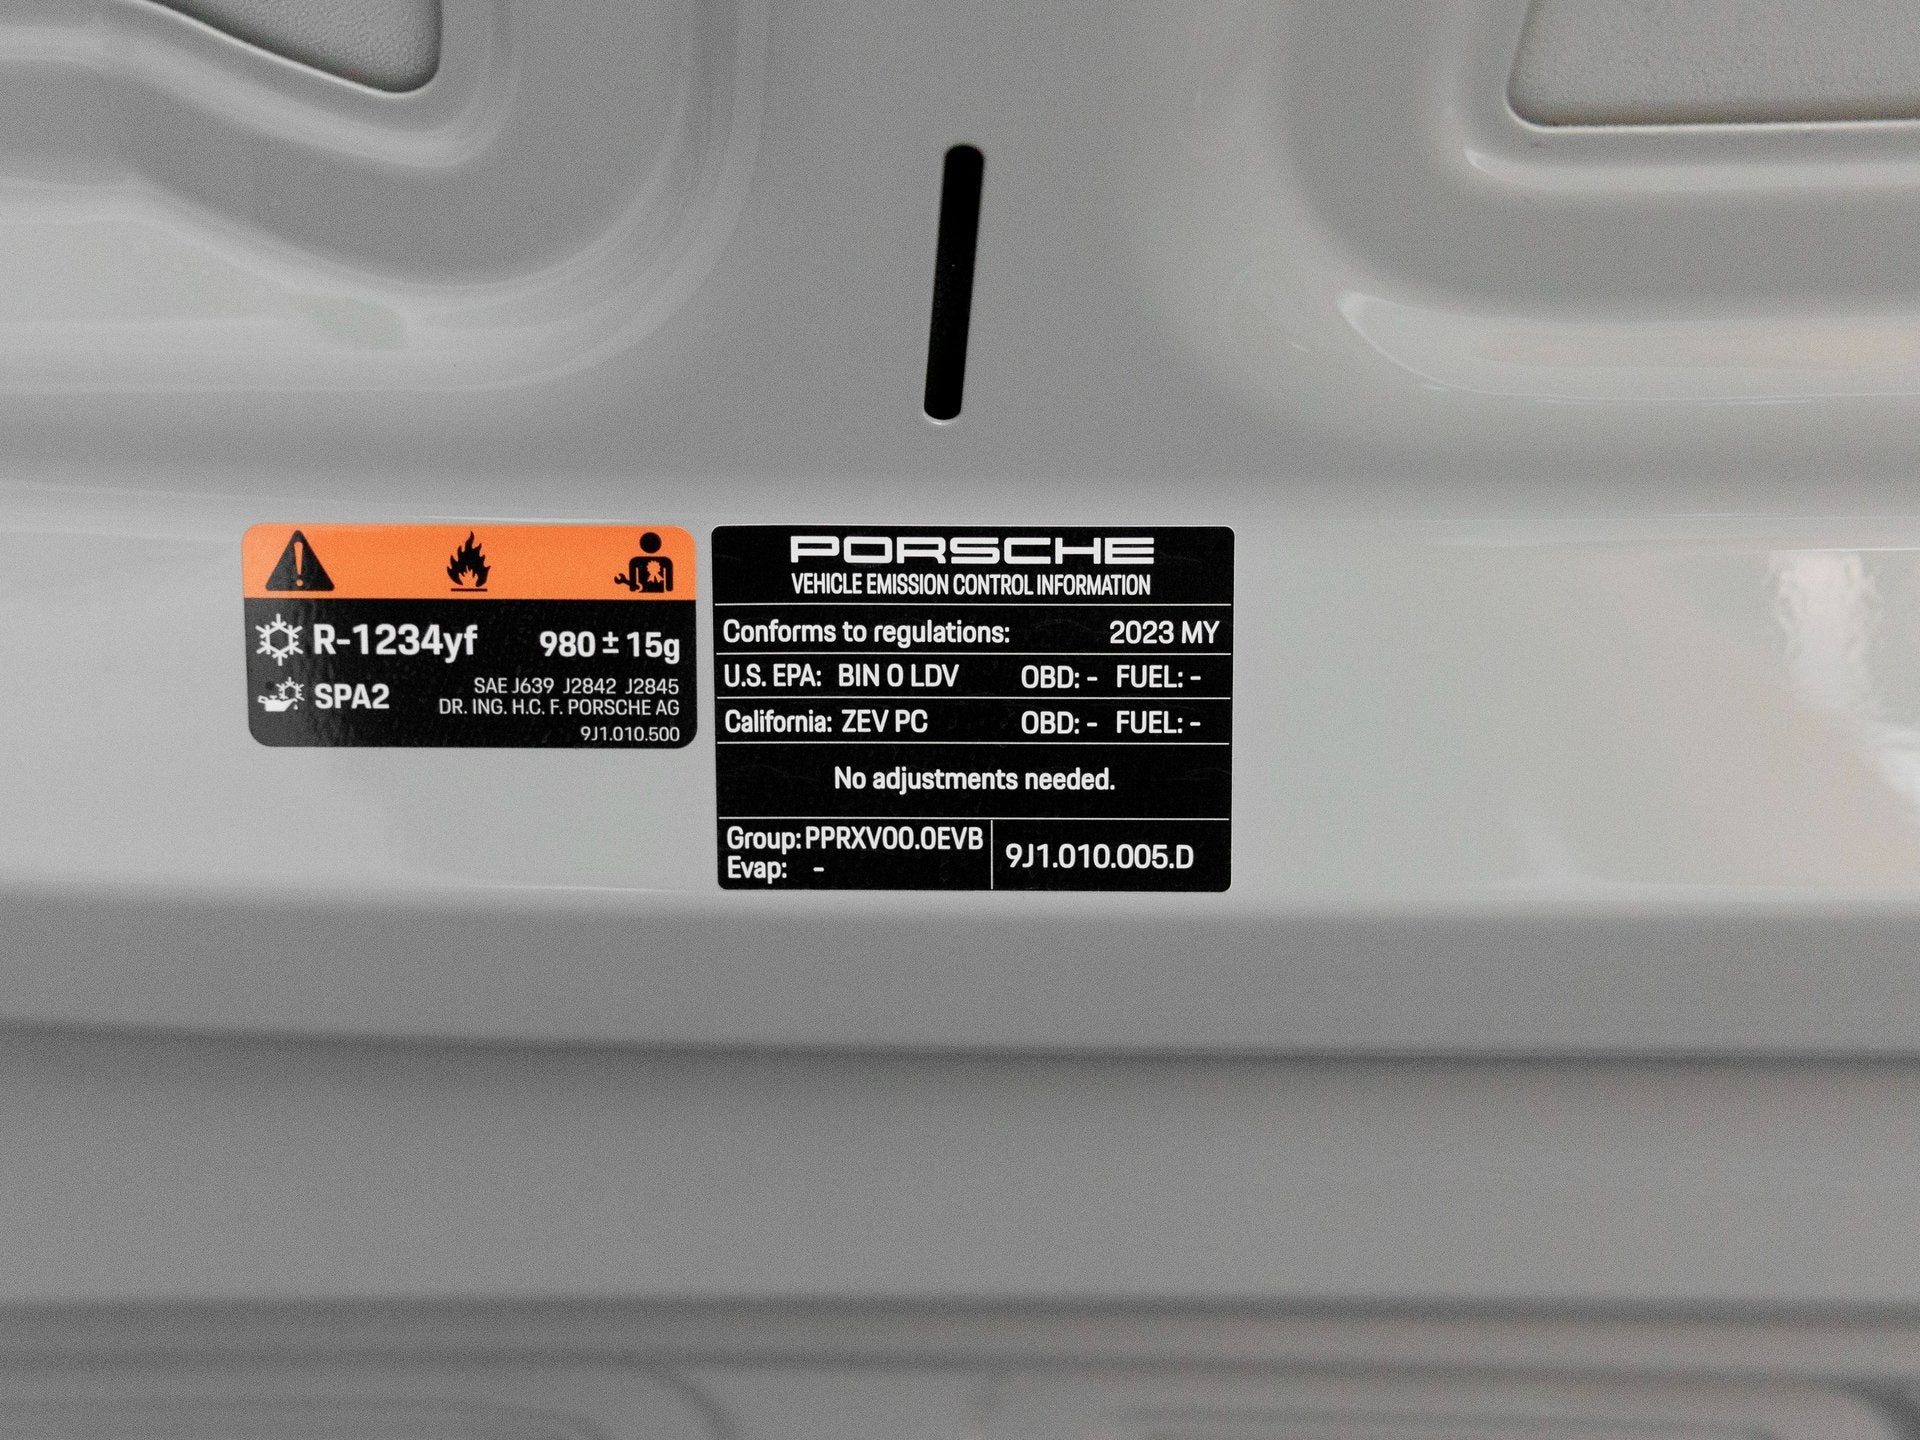 R-1234yf 980 ± 15g
SPA2 SAE J639 J2842 J2845
DR. ING. H.C. F. PORSCHE AG
9J1.010.500
PORSCHE
VEHICLE EMISSION CONTROL INFORMATION
Conforms to regulations: 2023 MY
U.S. EPA: BIN 0 LDV OBD: - FUEL: -
California: ZEV PC OBD: - FUEL: -
No adjustments needed.
Group: PPRXV00.0EVB
Evap: -
9J1.010.005.D